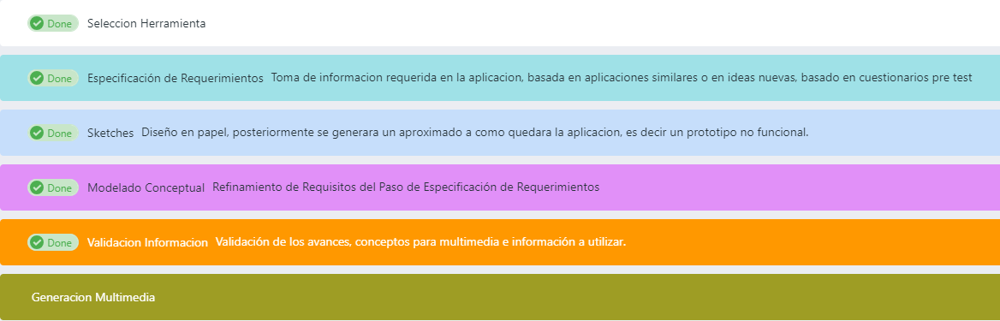 Done Seleccion Herramienta
Done Especificación de Requerimientos Toma de informacion requerida en la aplicacion, basada en aplicaciones similares o en ideas nuevas, basado en cuestionarios pre test
Done Sketches Diseño en papel, posteriormente se generara un aproximado a como quedara la aplicacion, es decir un prototipo no funcional.
Done Modelado Conceptual Refinamiento de Requisitos del Paso de Especificación de Requerimientos
Done Validacion Informacion Validación de los avances, conceptos para multimedia e información a utilizar.
Generacion Multimedia